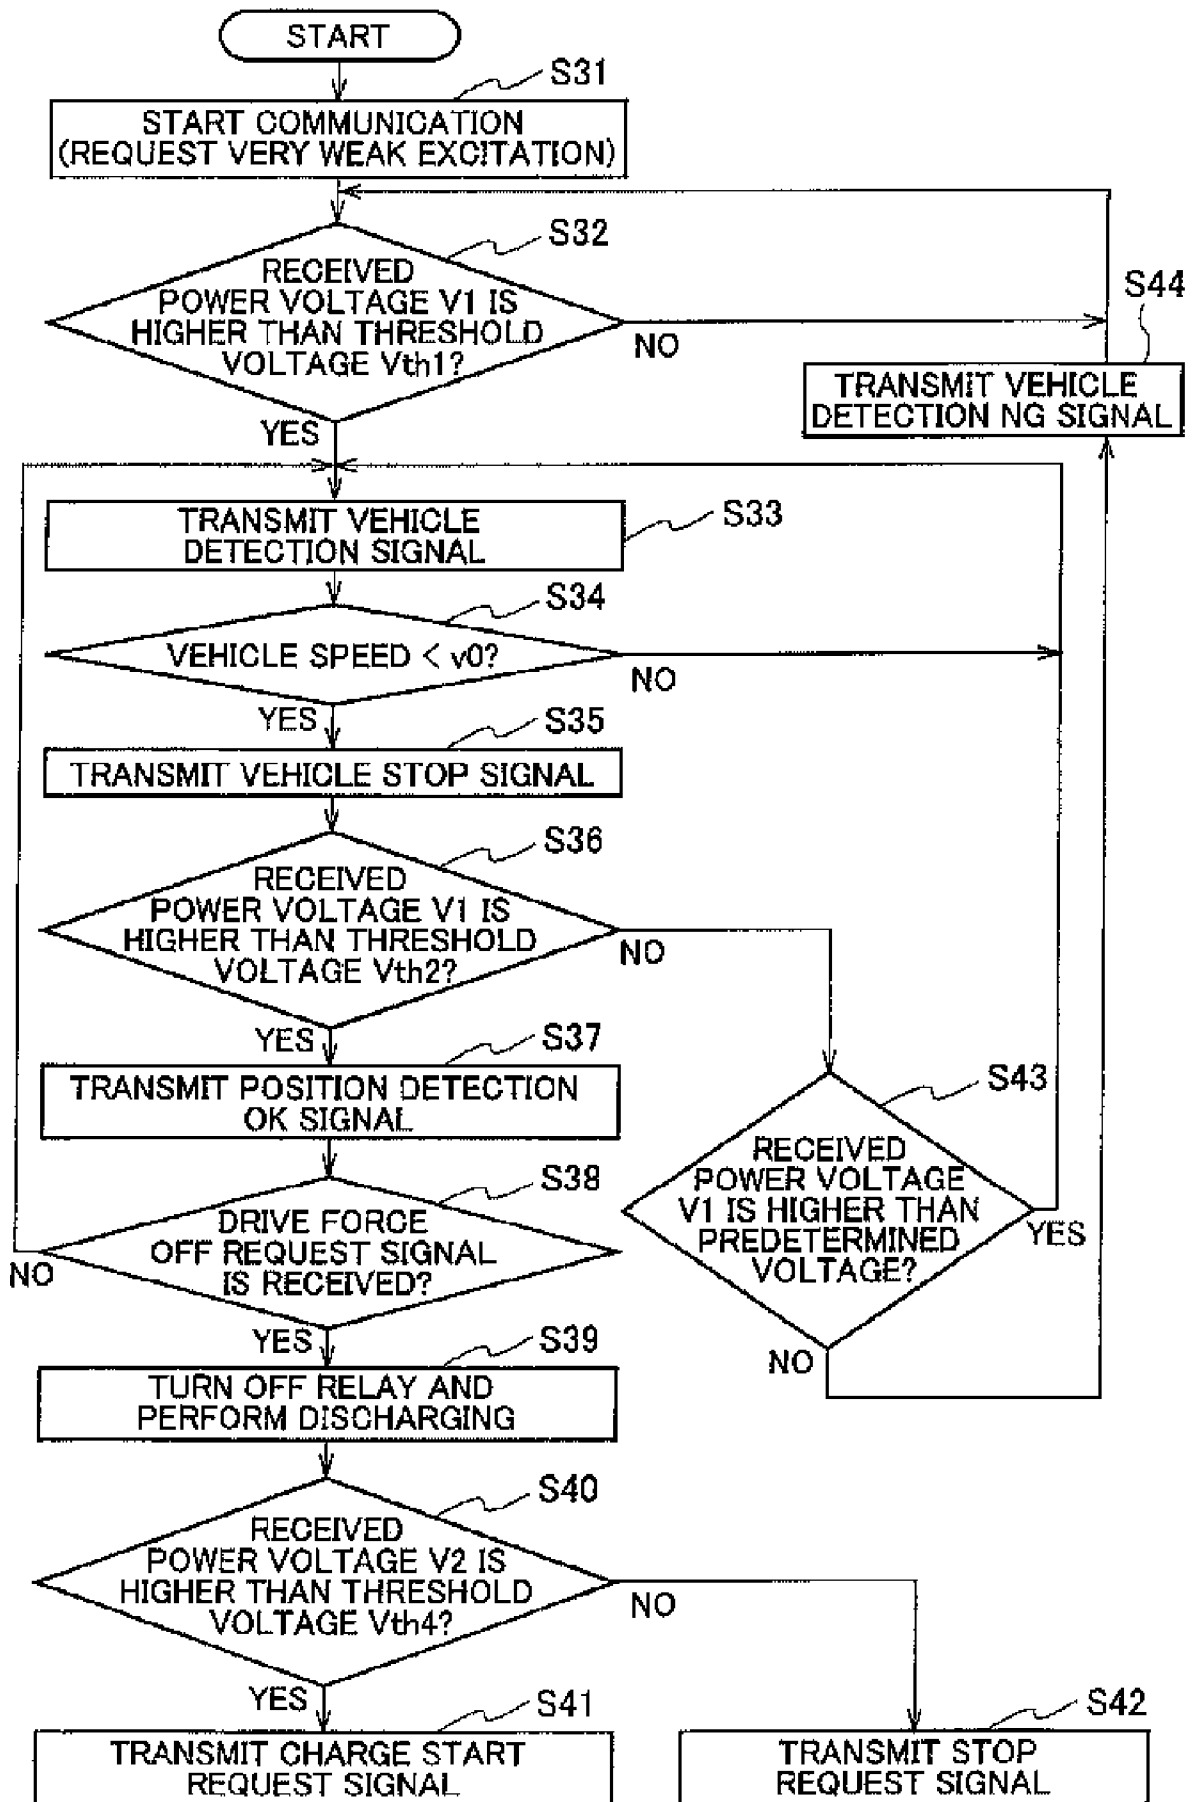 START
S31
START COMMUNICATION
(REQUEST VERY WEAK EXCITATION)
S32
RECEIVED
POWER VOLTAGE V1 IS
HIGHER THAN THRESHOLD
VOLTAGE Vth1?
NO
YES
S44
TRANSMIT VEHICLE
DETECTION NG SIGNAL
S33
TRANSMIT VEHICLE
DETECTION SIGNAL
S34
VEHICLE SPEED < v0?
NO
YES
S35
TRANSMIT VEHICLE STOP SIGNAL
S36
RECEIVED
POWER VOLTAGE V1 IS
HIGHER THAN THRESHOLD
VOLTAGE Vth2?
NO
YES
S37
TRANSMIT POSITION DETECTION
OK SIGNAL
S43
RECEIVED
POWER VOLTAGE
V1 IS HIGHER THAN
PREDETERMINED
VOLTAGE?
YES
NO
S38
DRIVE FORCE
OFF REQUEST SIGNAL
IS RECEIVED?
NO
YES
S39
TURN OFF RELAY AND
PERFORM DISCHARGING
S40
RECEIVED
POWER VOLTAGE V2 IS
HIGHER THAN THRESHOLD
VOLTAGE Vth4?
NO
YES
S41
TRANSMIT CHARGE START
REQUEST SIGNAL
S42
TRANSMIT STOP
REQUEST SIGNAL